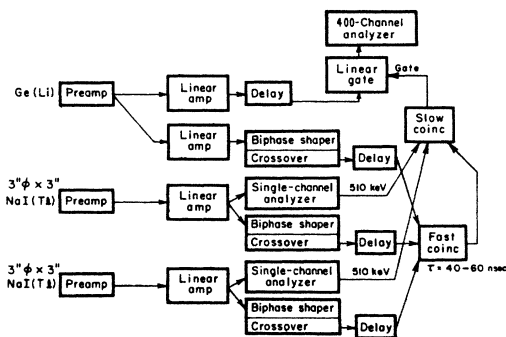 400-Channel
analyzer
Linear
gate
Gate
Ge(Li)
Preamp
Linear
amp
Delay
Slow
coinc
Linear
amp
Biphase shaper
Crossover
Delay
3"ϕ × 3"
NaI(Tℓ)
Preamp
Linear
amp
Single-channel
analyzer
510 keV
Biphase shaper
Crossover
Delay
Fast
coinc
τ = 40-60 nsec
3"ϕ × 3"
NaI(Tℓ)
Preamp
Linear
amp
Single-channel
analyzer
510 keV
Biphase shaper
Crossover
Delay